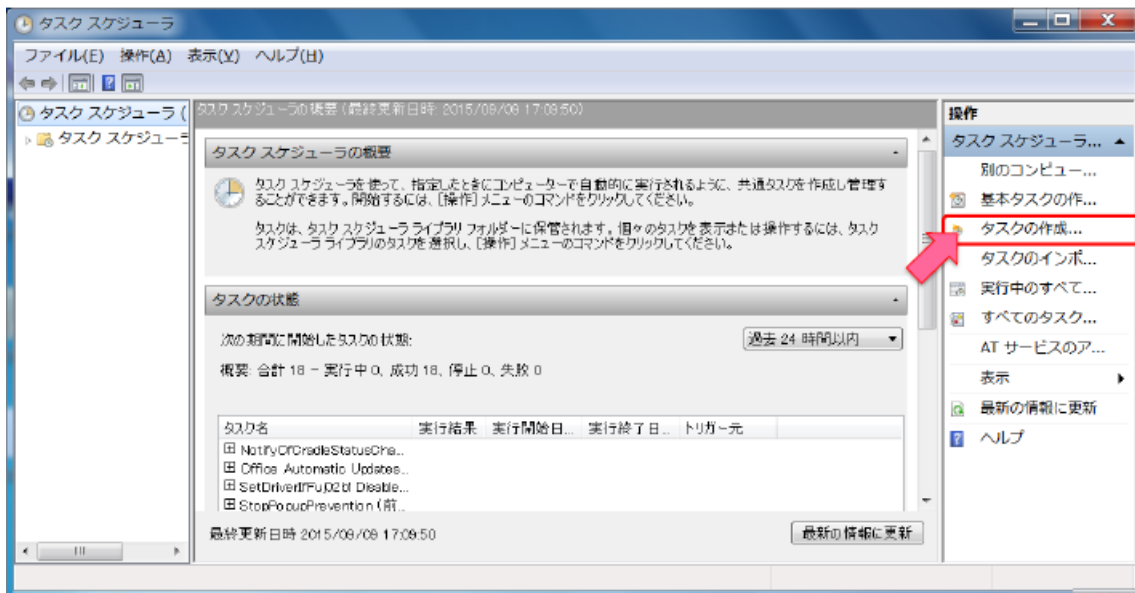 タスク スケジューラ
ファイル(E) 操作(A) 表示(V) ヘルプ(H)
タスク スケジューラ (
タスク スケジューラ
タスク スケジューラの概要 (最終更新日時: 2015/09/09 17:09:50)
タスク スケジューラの概要
タスク スケジューラを使って、指定したときにコンピューターで自動的に実行されるように、共通タスクを作成し管理す
ることができます。開始するには、[操作] メニューのコマンドをクリックしてください。
タスクは、タスク スケジューラ ライブラリ フォルダーに保管されます。個々のタスクを表示または操作するには、タスク
スケジューラ ライブラリのタスクを選択し、[操作] メニューのコマンドをクリックしてください。
タスクの状態
次の期間に開始したタスクの状態:
過去 24 時間以内
概要: 合計 18 - 実行中 0、成功 18、停止 0、失敗 0
タスク名 実行結果 実行開始日... 実行終了日... トリガー元
NotifyOfCradleStatusCha...
Office Automatic Updates...
StopPopupPrevention (前...
最終更新日時 2015/09/09 17:09:50
最新の情報に更新
操作
タスク スケジューラ...
別のコンピュー...
基本タスクの作...
タスクの作成...
タスクのインポ...
実行中のすべて...
すべてのタスク...
AT サービスのア...
表示
最新の情報に更新
ヘルプ